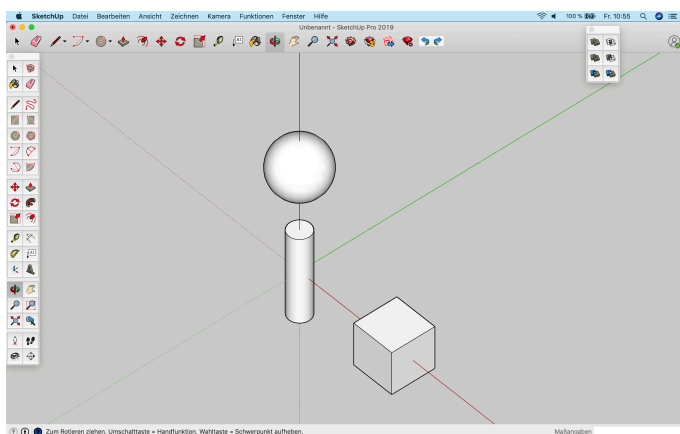 SketchUp Datei Bearbeiten Ansicht Zeichnen Kamera Funktionen Fenster Hilfe 100 % Fr. 10:55
Unbenannt - SketchUp Pro 2019
Zum Rotieren ziehen, Umschalttaste = Handfunktion, Wahltaste = Schwerpunkt aufheben. Maßangaben